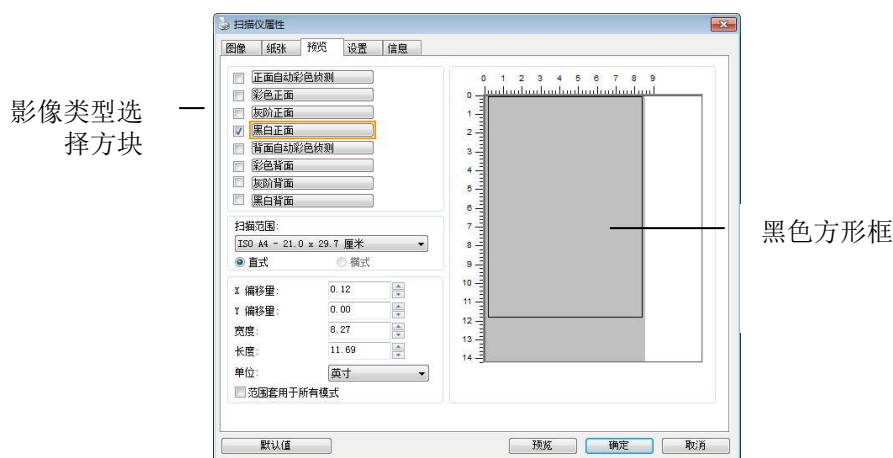 扫描仪属性
图像 纸张 预览 设置 信息
影像类型选
择方块
正面自动彩色侦测
彩色正面
灰阶正面
黑白正面
背面自动彩色侦测
彩色背面
灰阶背面
黑白背面
扫描范围:
ISO A4 - 21.0 x 29.7 厘米
直式 横式
X 偏移量: 0.12
Y 偏移量: 0.00
宽度: 8.27
长度: 11.69
单位: 英寸
范围套用于所有模式
0 1 2 3 4 5 6 7 8 9
0
1
2
3
4
5
6
7
8
9
10
11
12
13
14
黑色方形框
默认值 预览 确定 取消